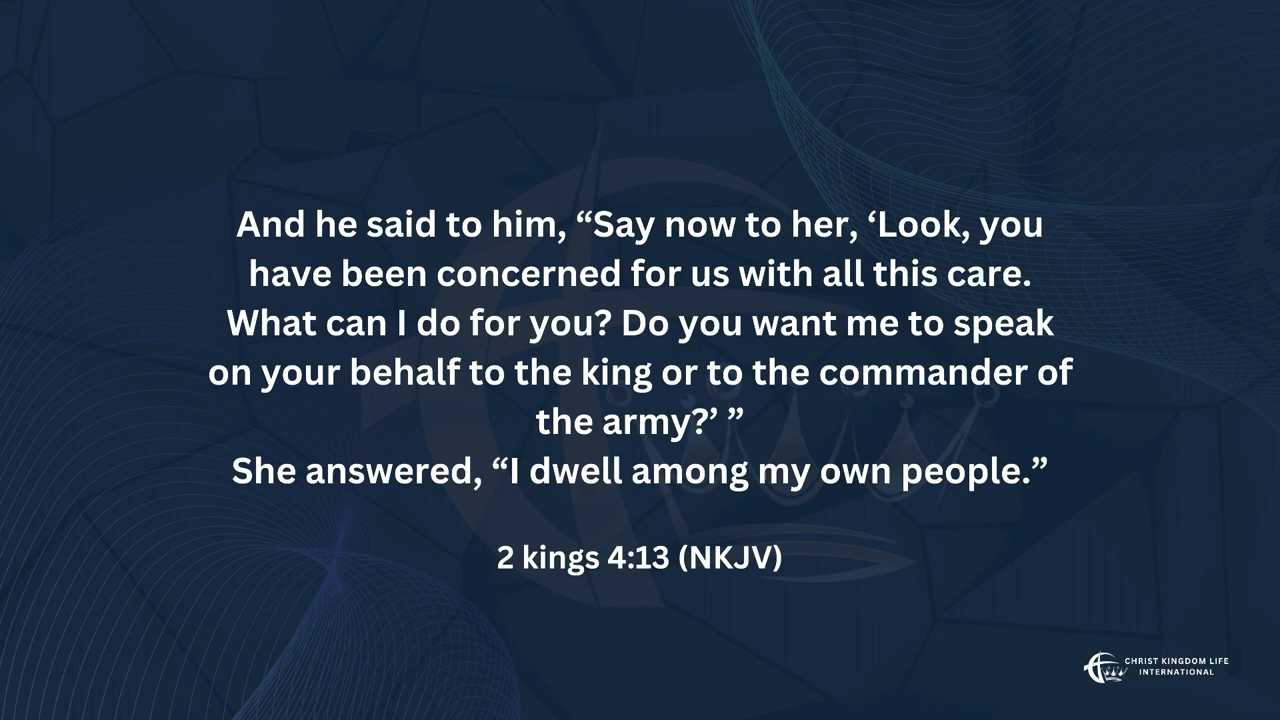 And he said to him, “Say now to her, ‘Look, you
have been concerned for us with all this care.
What can I do for you? Do you want me to speak
on your behalf to the king or to the commander of
the army?’ ”
She answered, “I dwell among my own people.”
2 kings 4:13 (NKJV)
CHRIST KINGDOM LIFE
INTERNATIONAL